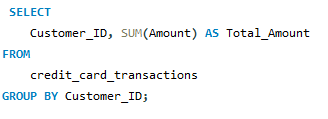 SELECT
Customer_ID, SUM(Amount) AS Total_Amount
FROM
credit_card_transactions
GROUP BY Customer_ID;